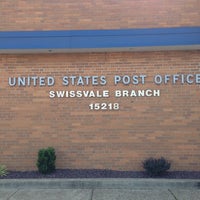 UNITED STATES POST OFFICE
SWISSVALE BRANCH
15218